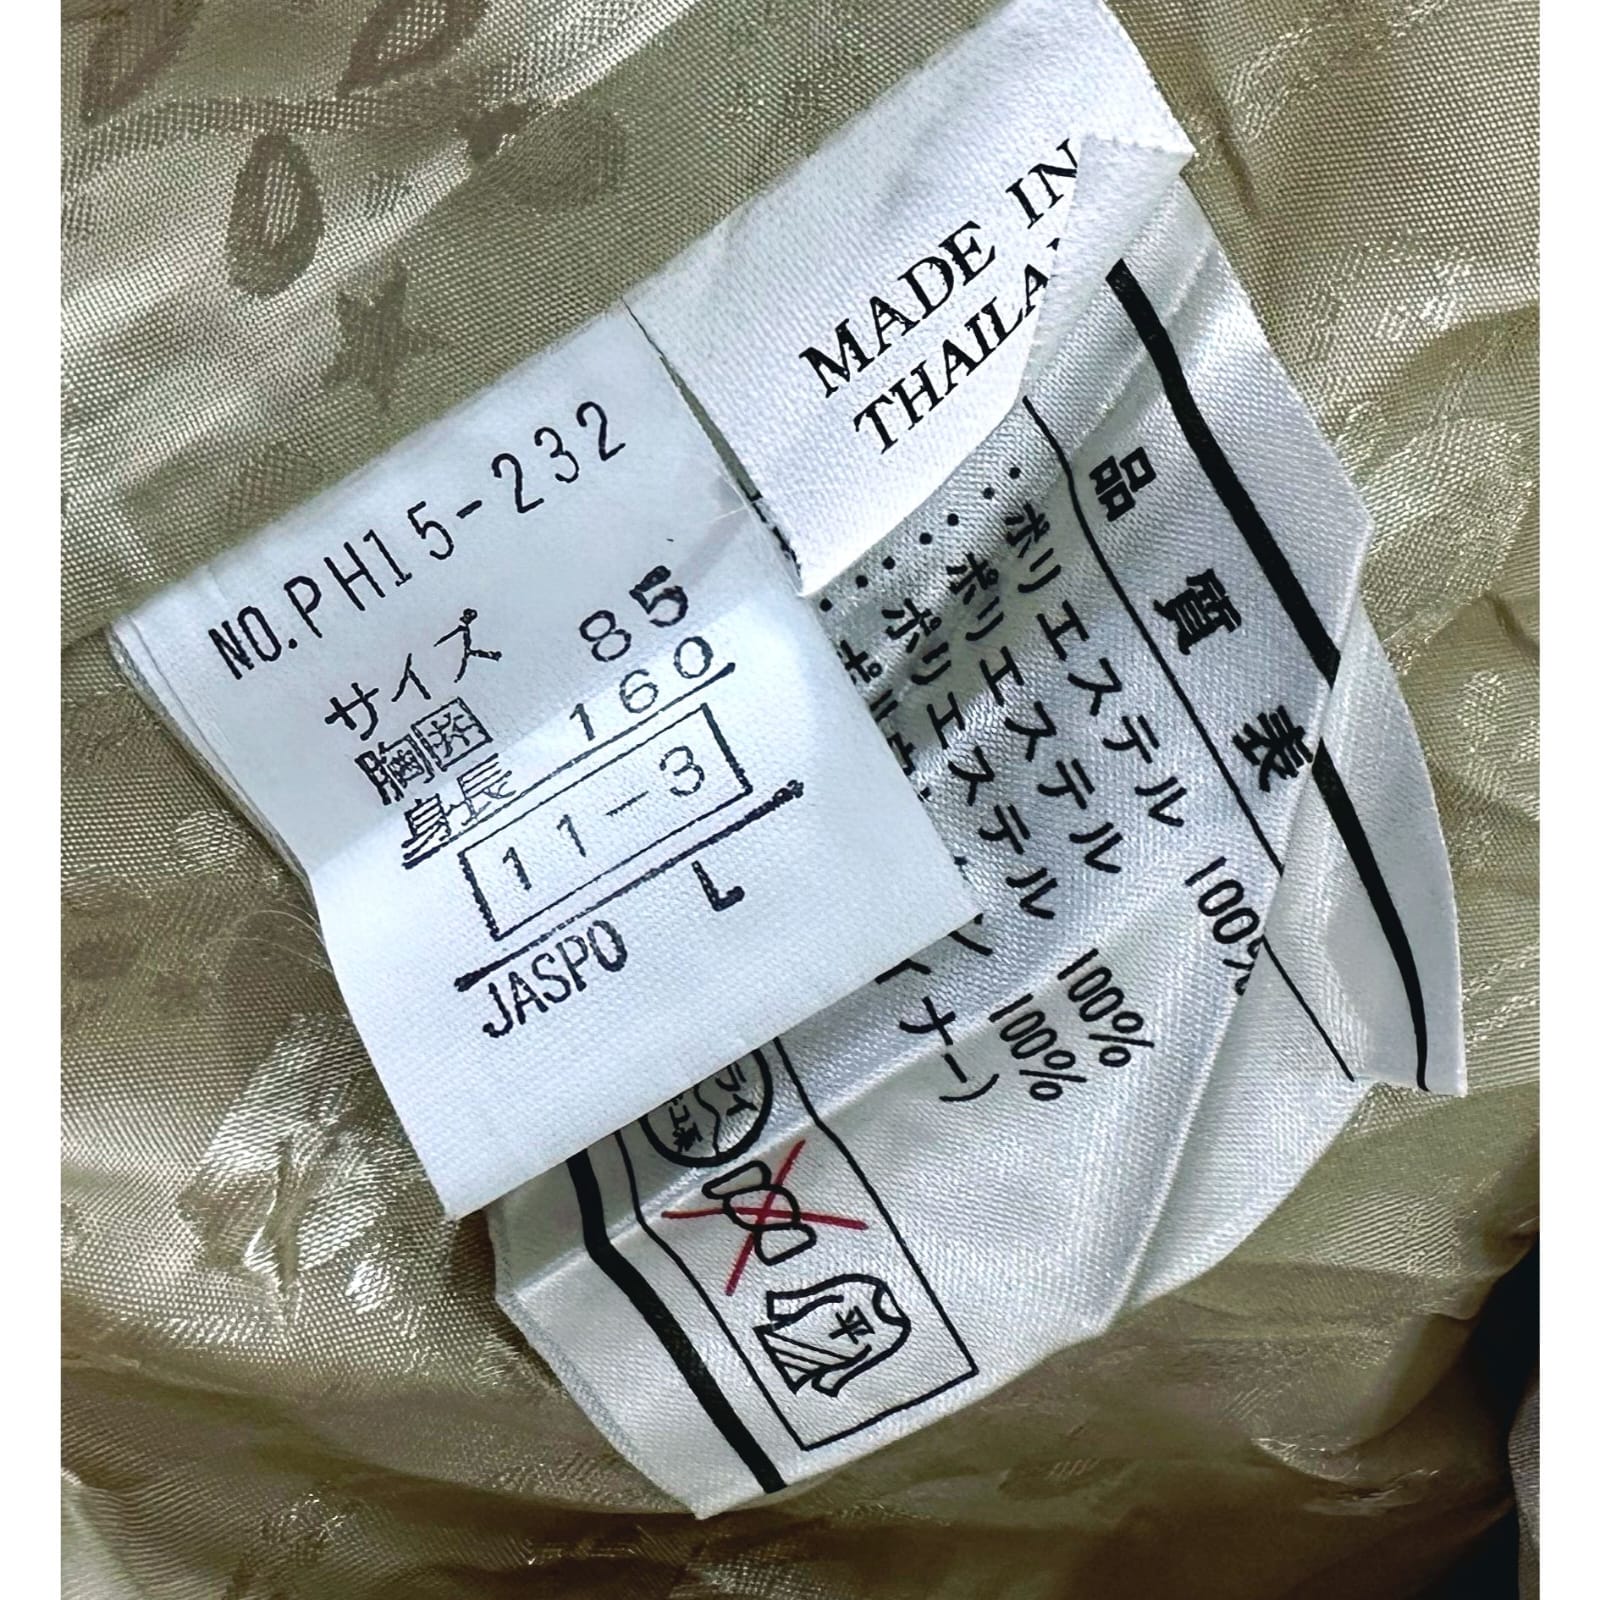 MADE IN
THAILA
NO.PH15-232
サイズ
胸囲 85
身長 160
11-3
JASPO L
品質表
ポリエステル 100%
ポリエステル 100%
ポリエステル 100%
イナー)
平